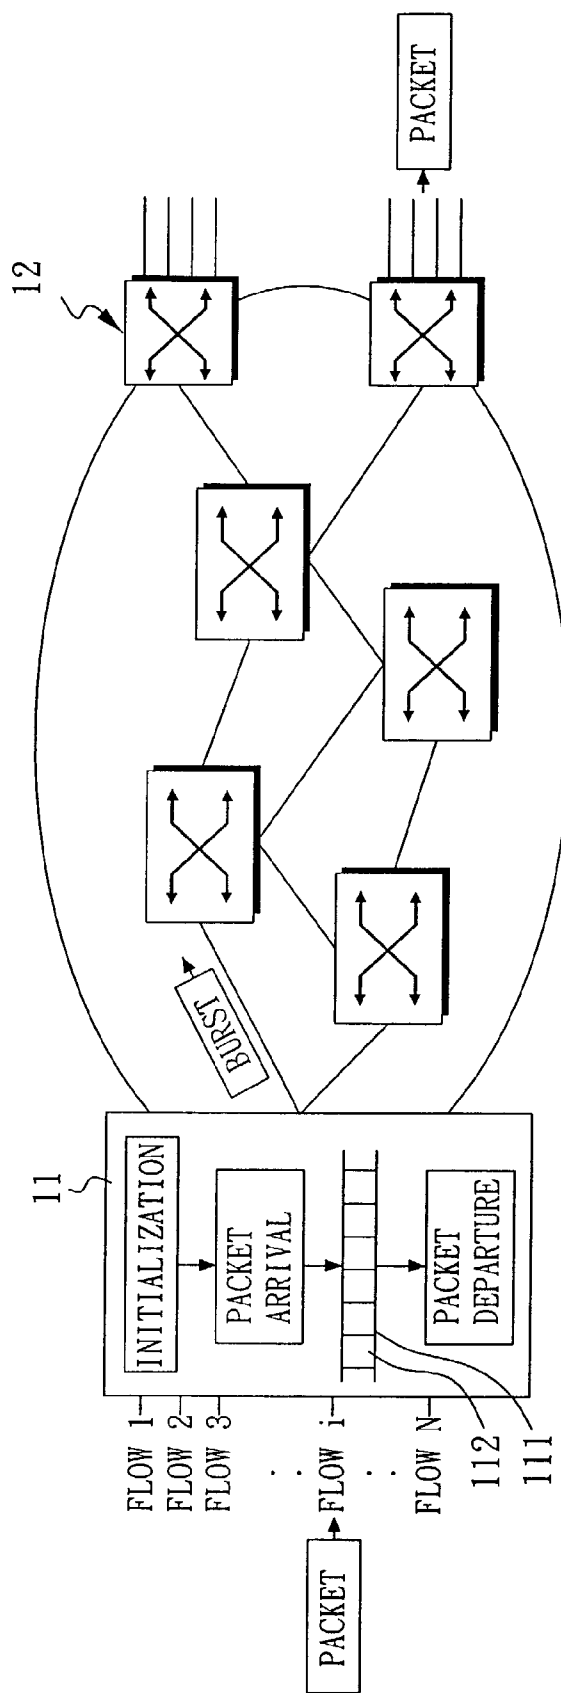 PACKET
FLOW 1
FLOW 2
FLOW 3
. .
FLOW i
. .
FLOW N
11
INITIALIZATION
PACKET
ARRIVAL
PACKET
DEPARTURE
112
111
BURST
12
PACKET